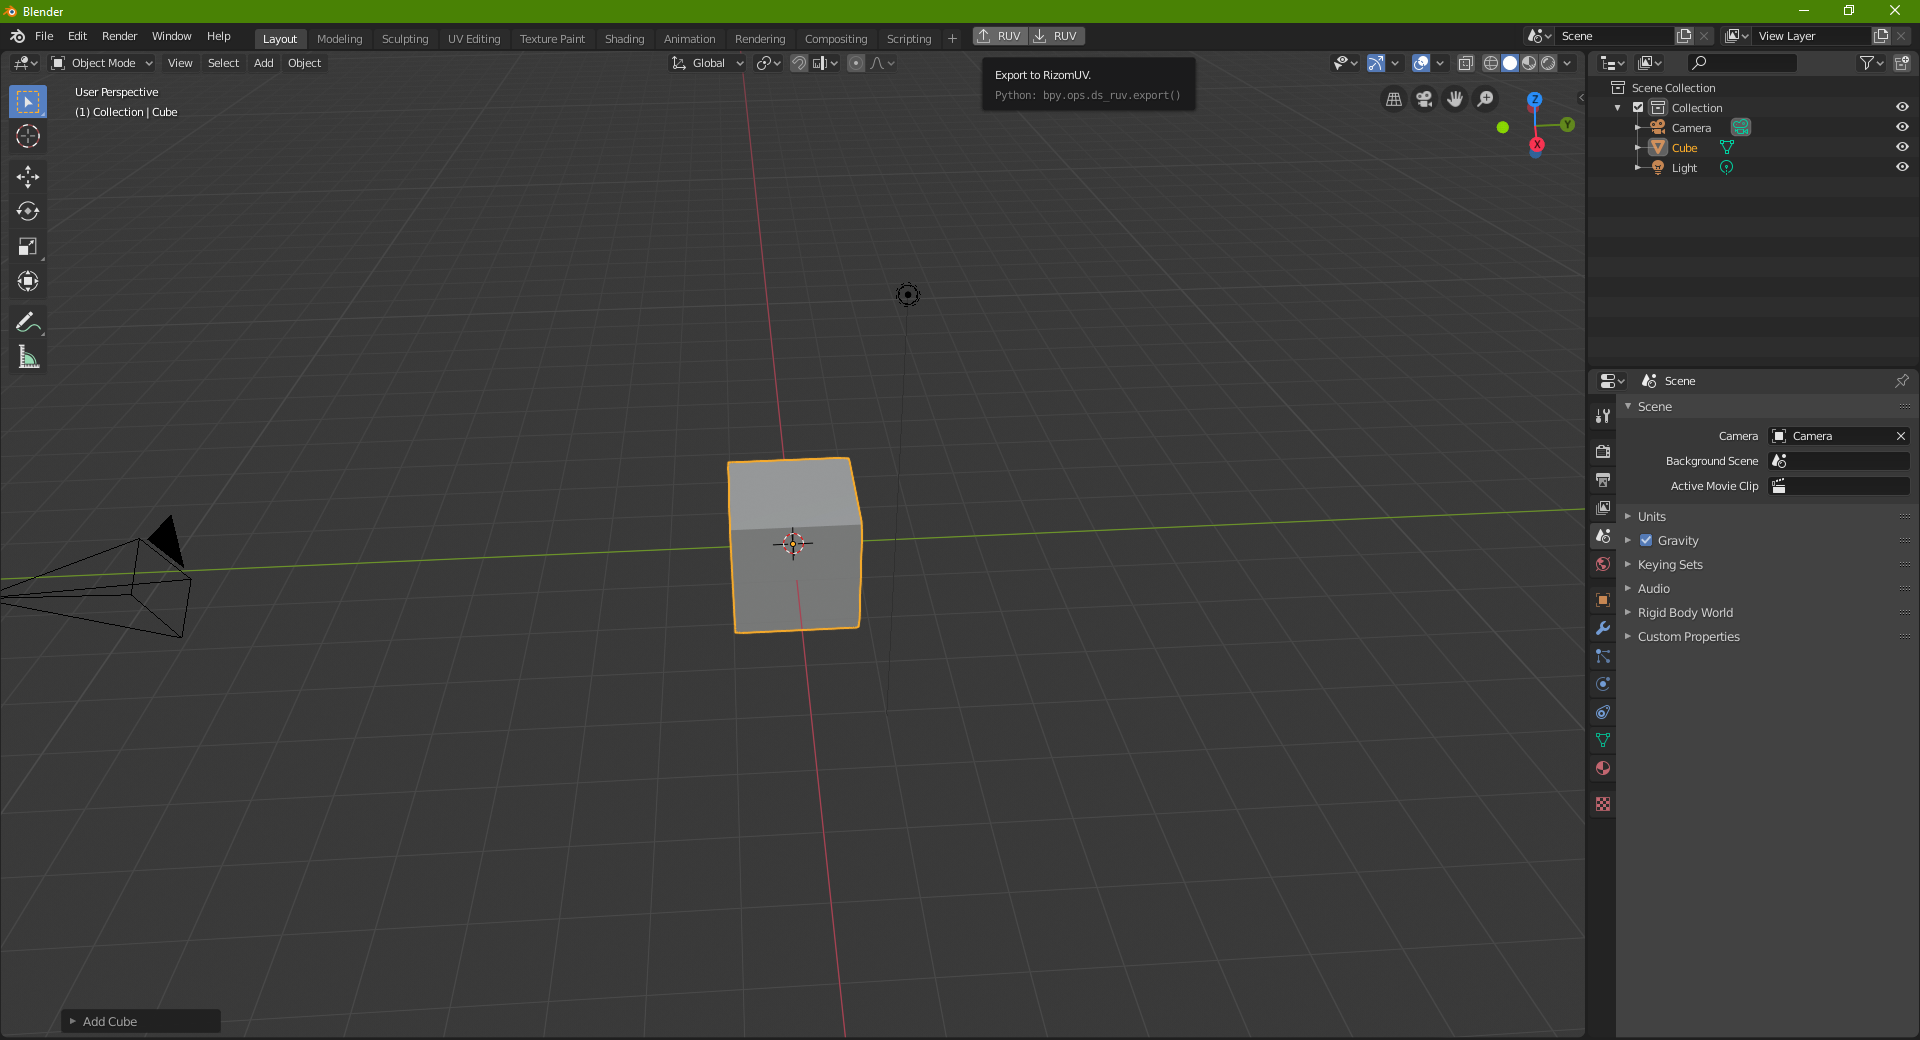 Blender
File Edit Render Window Help Layout Modeling Sculpting UV Editing Texture Paint Shading Animation Rendering Compositing Scripting + RUV RUV Scene View Layer
Object Mode View Select Add Object Global
User Perspective
(1) Collection | Cube
Export to RizomUV.
Python: bpy.ops.ds_ruv.export()
Z
Y
X
Scene Collection
Collection
Camera
Cube
Light
Scene
Scene
Camera Camera
Background Scene
Active Movie Clip
Units
Gravity
Keying Sets
Audio
Rigid Body World
Custom Properties
Add Cube